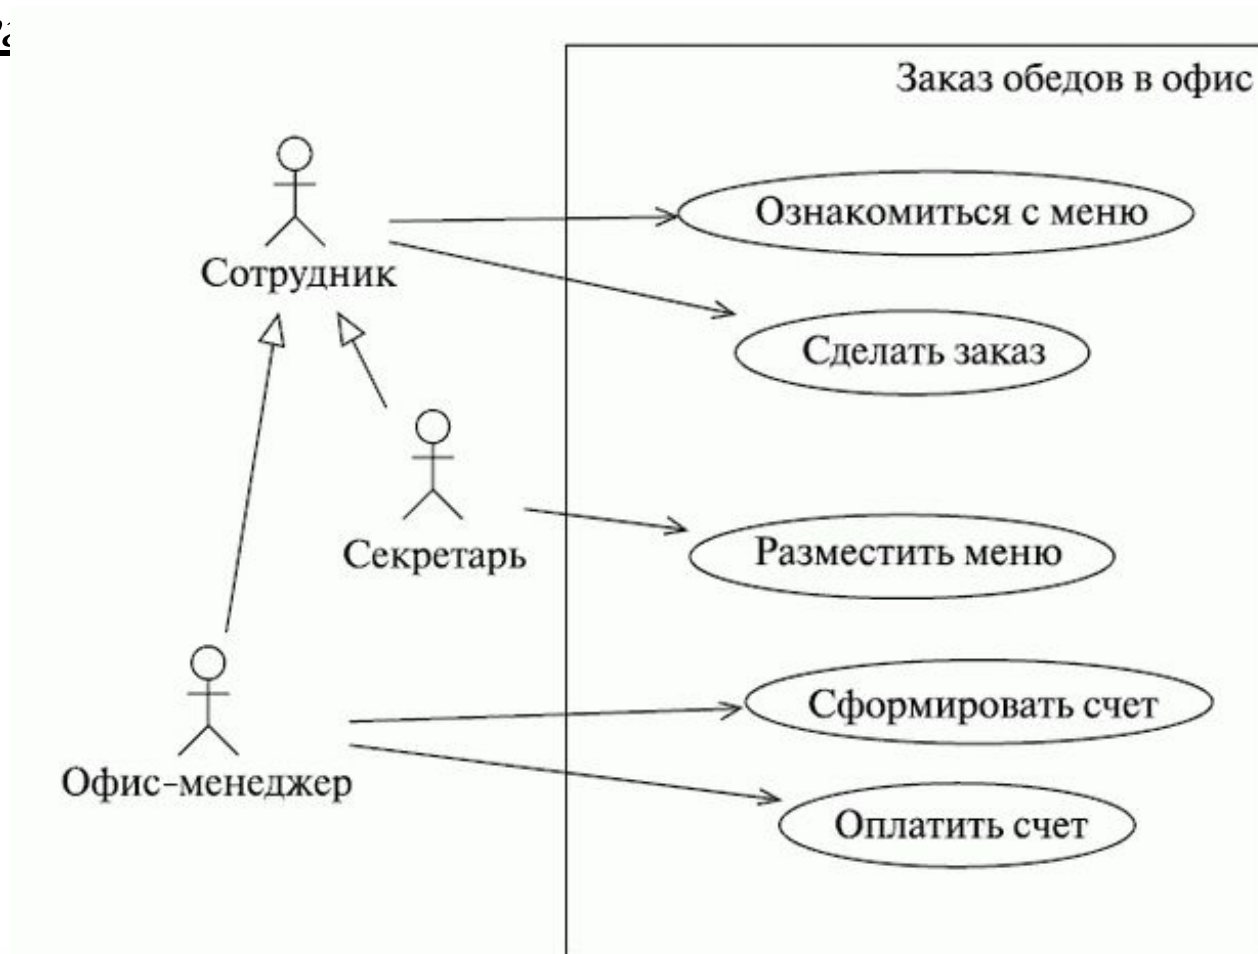 Заказ обедов в офис
Ознакомиться с меню
Сотрудник
Сделать заказ
Секретарь
Разместить меню
Сформировать счет
Офис-менеджер
Оплатить счет